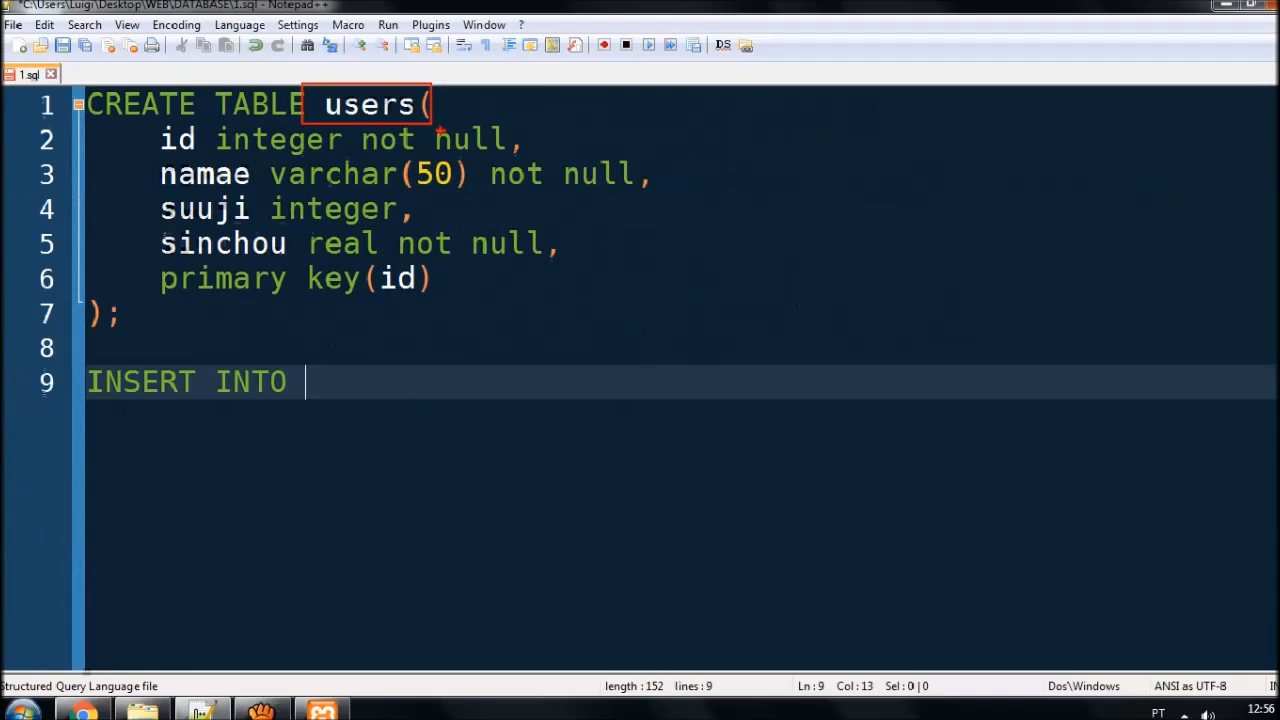 *C:\Users\Luigi\Desktop\WEB\DATABASE\1.sql - Notepad++
File Edit Search View Encoding Language Settings Macro Run Plugins Window ?
1.sql
1 CREATE TABLE users(
2 id integer not null,
3 namae varchar(50) not null,
4 suuji integer,
5 sinchou real not null,
6 primary key(id)
7 );
8
9 INSERT INTO
Structured Query Language file length : 152 lines : 9 Ln : 9 Col : 13 Sel : 0 | 0 Dos\Windows ANSI as UTF-8
PT 12:56